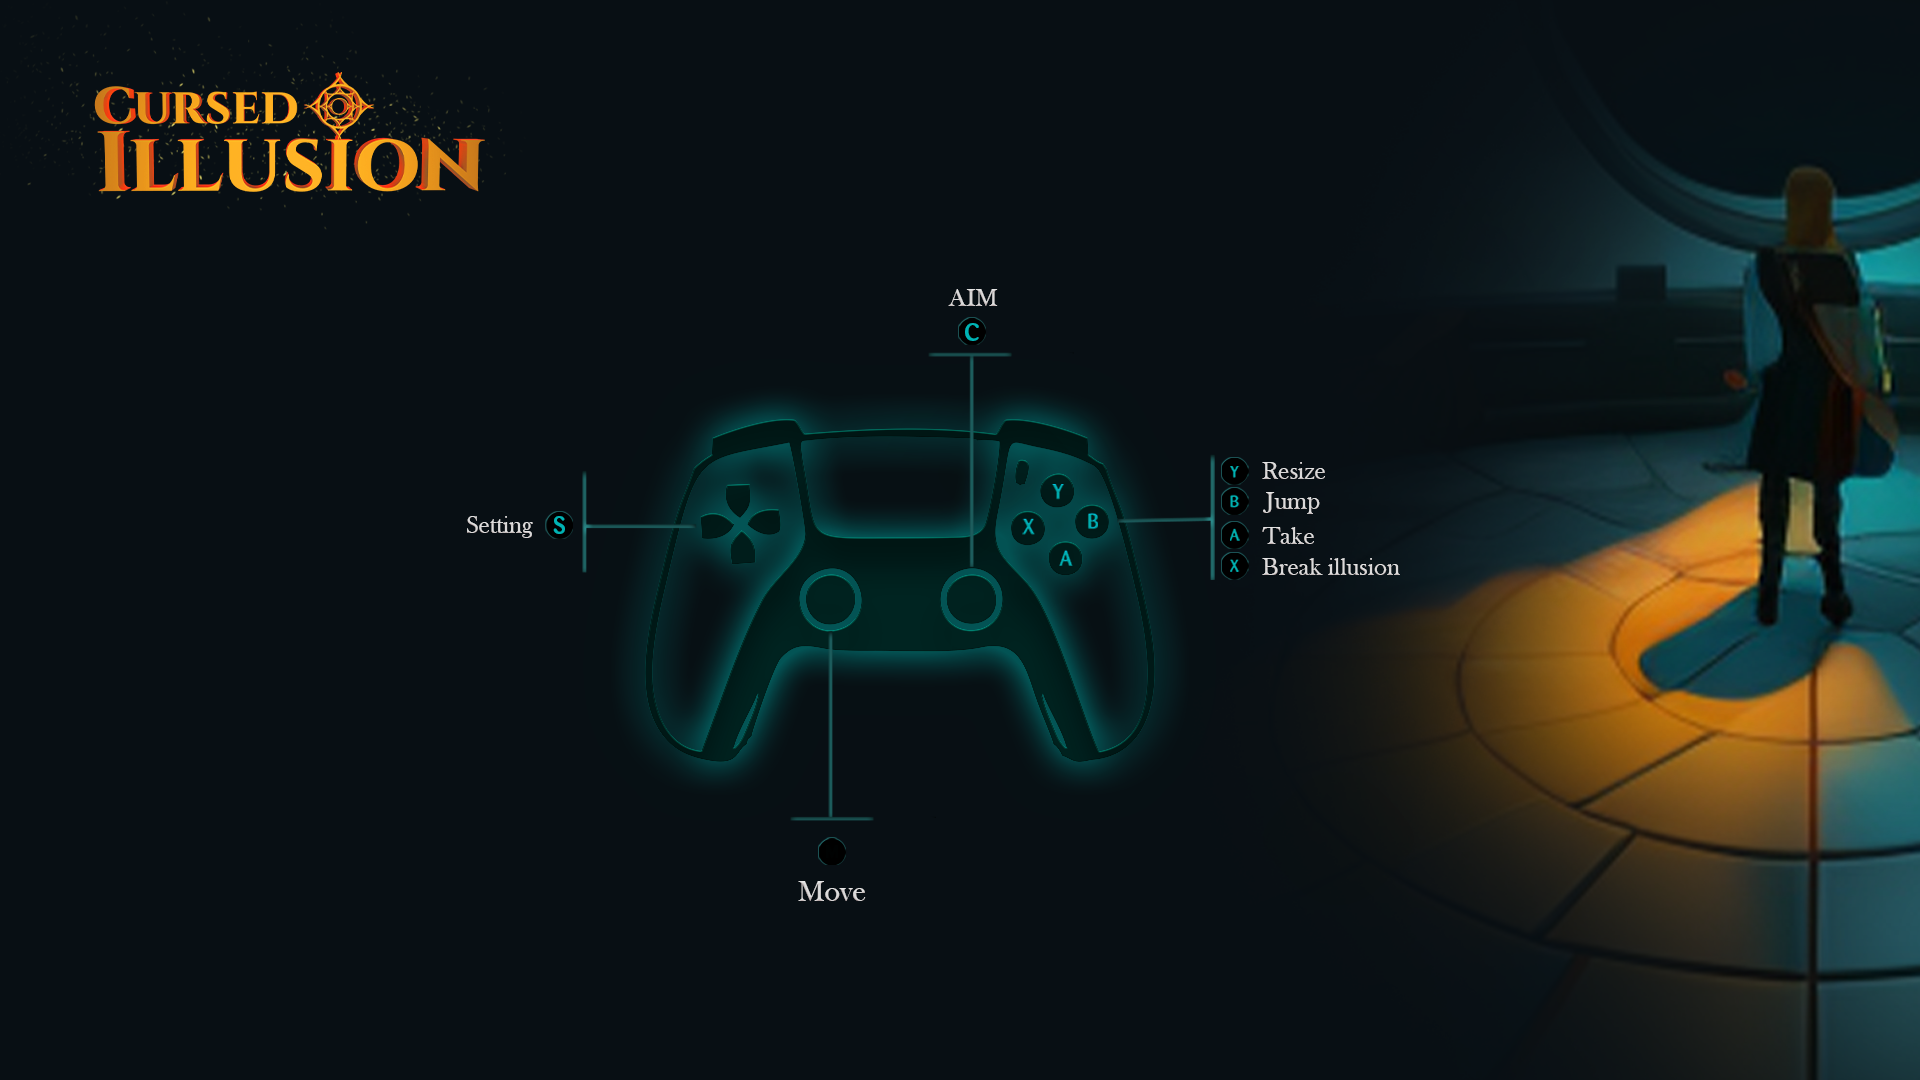 CURSED
ILLUSION
AIM
C
Setting S
Y
X
B
A
Y Resize
B Jump
A Take
X Break illusion
Move